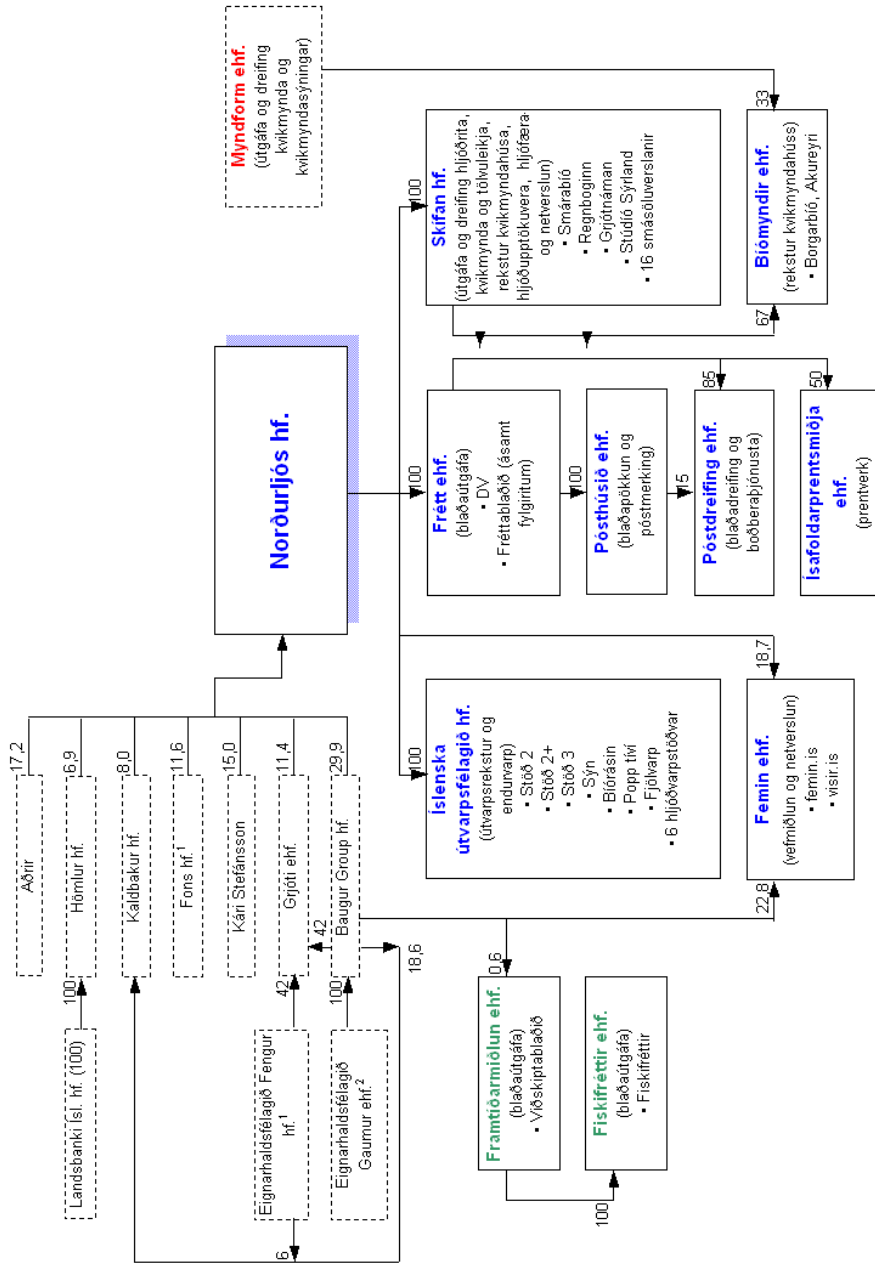 Aðrir
17,2
Landsbanki Ísl. hf. (100)
100
Hömlur hf.
6,9
Kaldbakur hf.
8,0
Fons hf.1
11,6
Kári Stefánsson
15,0
Eignarhaldsfélagið Fengur
hf.1
6
42
Grjóti ehf.
11,4
42
Eignarhaldsfélagið
Gaumur ehf.2
100
Baugur Group hf.
29,9
18,6
Norðurljós hf.
Myndform ehf.
(útgáfa og dreifing
kvikmynda og
kvikmyndasýningar)
0,6
Framtíðarmiðlun ehf.
(blaðaútgáfa)
▪ Viðskiptablaðið
100
Fiskifréttir ehf.
(blaðaútgáfa)
▪ Fiskifréttir
100
Íslenska
útvarpsfélagið hf.
(útvarpsrekstur og
endurvarp)
▪ Stöð 2
▪ Stöð 2+
▪ Stöð 3
▪ Sýn
▪ Bíórásin
▪ Popp tíví
▪ Fjölvarp
▪ 6 hljóðvarpstöðvar
22,8
18,7
Femin ehf.
(vefmiðlun og netverslun)
▪ femin.is
▪ visir.is
100
Frétt ehf.
(blaðaútgáfa)
▪ DV
▪ Fréttablaðið (ásamt
fylgiritum)
100
Pósthúsið ehf.
(blaðapökkun og
póstmerking)
15
85
Póstdreifing ehf.
(blaðadreifing og
boðberaþjónusta)
50
Ísafoldarprentsmiðja
ehf.
(prentverk)
100
Skífan hf.
(útgáfa og dreifing hljóðrita,
kvikmynda og tölvuleikja,
rekstur kvikmyndahúsa,
hljóðupptökuvera, hljófæra-
og netverslun)
▪ Smárabíó
▪ Regnboginn
▪ Grjótnáman
▪ Stúdíó Sýrland
▪ 16 smásöluverslanir
67
33
Bíómyndir ehf.
(rekstur kvikmyndahúss)
▪ Borgarbíó, Akureyri